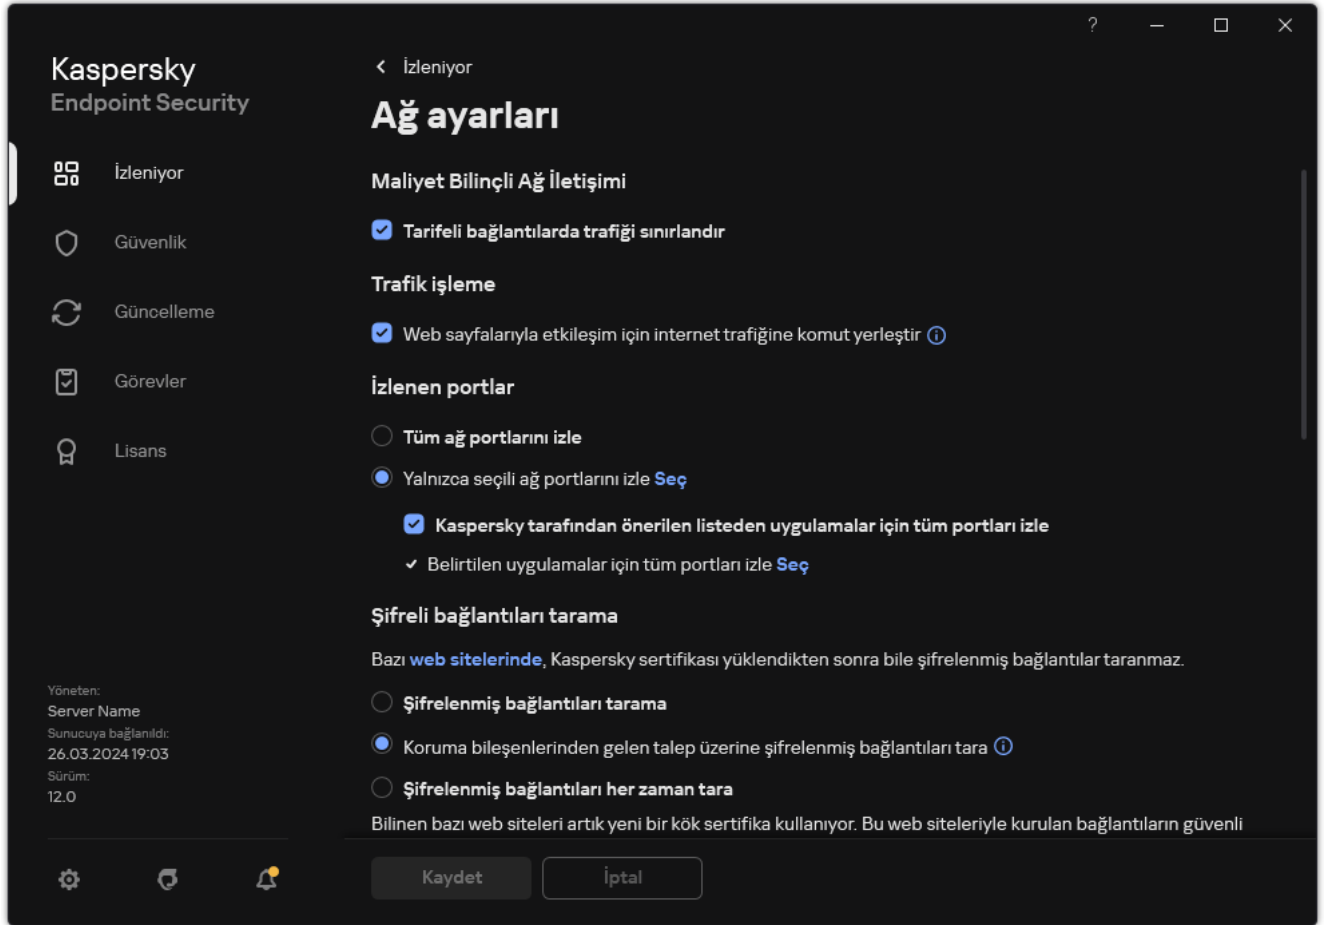 ?
Kaspersky
Endpoint Security
İzleniyor
Güvenlik
Güncelleme
Görevler
Lisans
Yöneten:
Server Name
Sunucuya bağlanıldı:
26.03.2024 19:03
Sürüm:
12.0
İzleniyor
Ağ ayarları
Maliyet Bilinçli Ağ İletişimi
Tarifeli bağlantılarda trafiği sınırlandır
Trafik işleme
Web sayfalarıyla etkileşim için internet trafiğine komut yerleştir
İzlenen portlar
Tüm ağ portlarını izle
Yalnızca seçili ağ portlarını izle Seç
Kaspersky tarafından önerilen listeden uygulamalar için tüm portları izle
Belirtilen uygulamalar için tüm portları izle Seç
Şifreli bağlantıları tarama
Bazı web sitelerinde, Kaspersky sertifikası yüklendikten sonra bile şifrelenmiş bağlantılar taranmaz.
Şifrelenmiş bağlantıları tarama
Koruma bileşenlerinden gelen talep üzerine şifrelenmiş bağlantıları tara
Şifrelenmiş bağlantıları her zaman tara
Bilinen bazı web siteleri artık yeni bir kök sertifika kullanıyor. Bu web siteleriyle kurulan bağlantıların güvenli
Kaydet
İptal